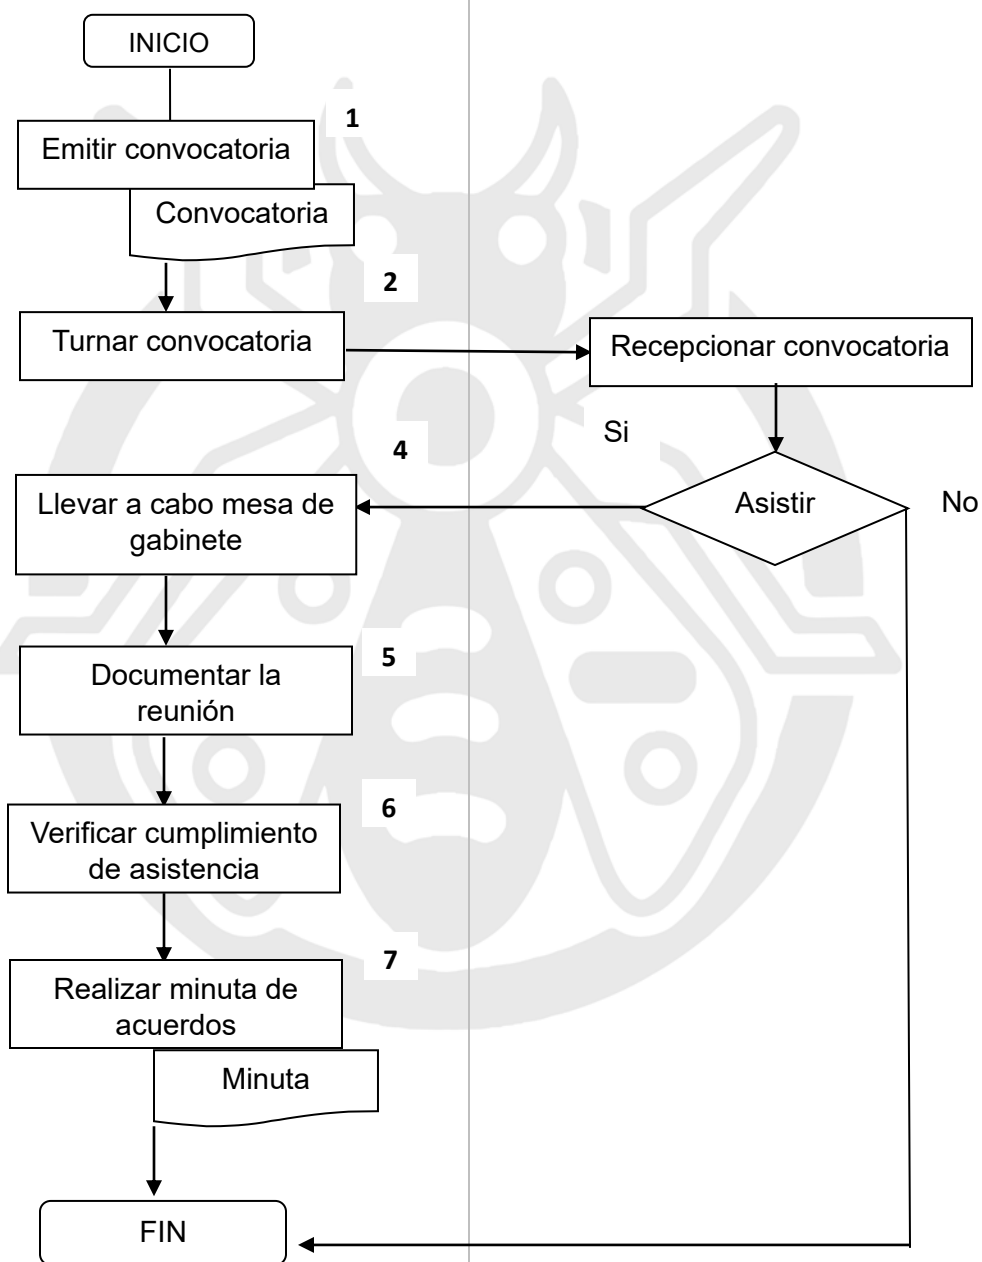 INICIO
1
Emitir convocatoria
Convocatoria
2
Turnar convocatoria
Recepcionar convocatoria
Si
4
Llevar a cabo mesa de
gabinete
Asistir
No
5
Documentar la
reunión
6
Verificar cumplimiento
de asistencia
7
Realizar minuta de
acuerdos
Minuta
FIN